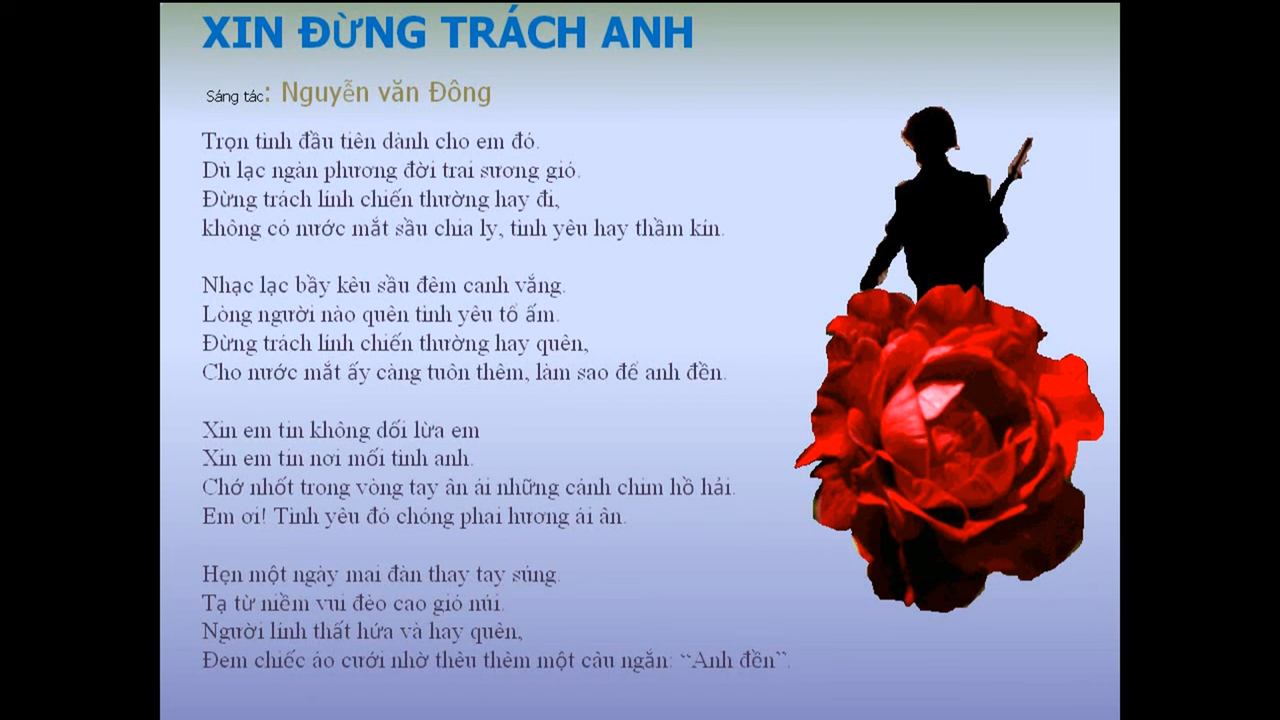 XIN ĐỪNG TRÁCH ANH
Sáng tác: Nguyễn văn Đông
Trọn tình đầu tiên dành cho em đó.
Dù lạc ngàn phương đời trai sương gió.
Đừng trách lính chiến thường hay đi,
không có nước mắt sầu chia ly, tình yêu hay thầm kín.
Nhạc lạc bầy kêu sầu đêm canh vắng.
Lòng người nào quên tình yêu tổ ấm.
Đừng trách lính chiến thường hay quên,
Cho nước mắt ấy càng tuôn thêm, làm sao để anh đền.
Xin em tin không dối lừa em
Xin em tin nơi mối tình anh.
Chớ nhốt trong vòng tay ân ái những cánh chim hồ hải.
Em ơi! Tình yêu đó chóng phai hương ái ân.
Hẹn một ngày mai đàn thay tay súng.
Tạ từ niềm vui đèo cao gió núi.
Người lính thất hứa và hay quên,
Đem chiếc áo cưới nhờ thêu thêm một câu ngắn: “Anh đền”.